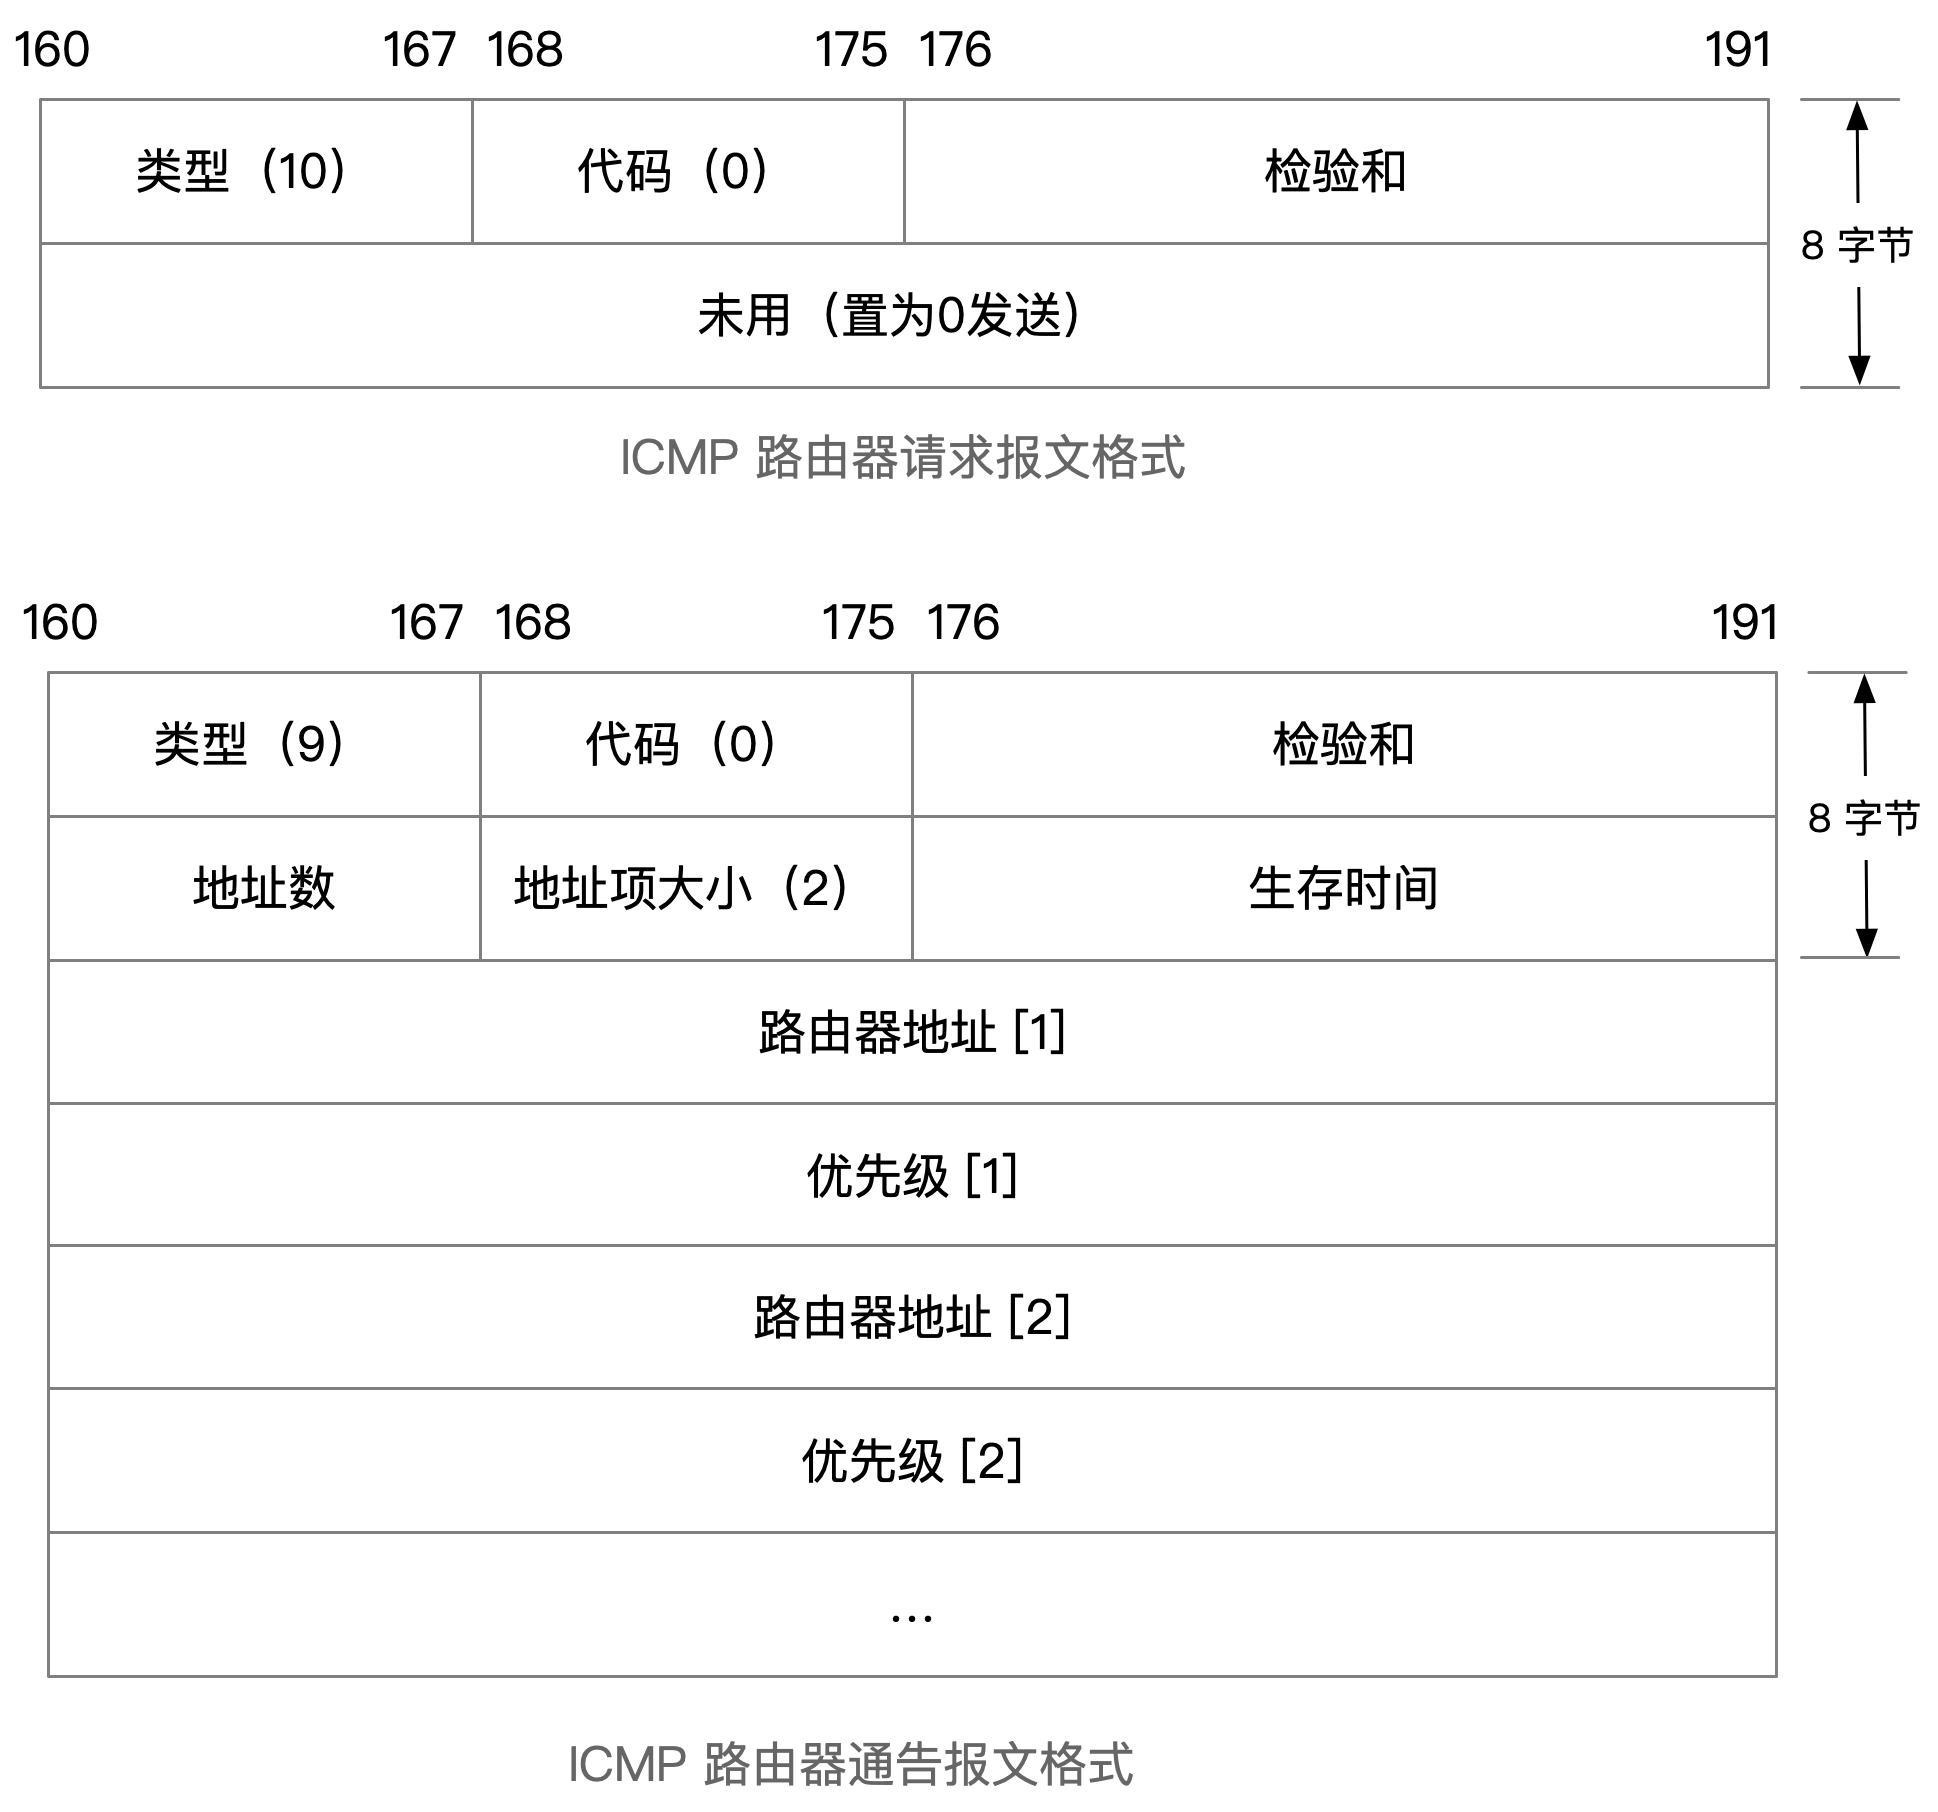 160 167 168 175 176 191
类型（10） 代码（0） 检验和
8 字节
未用（置为0发送）
ICMP 路由器请求报文格式
160 167 168 175 176 191
类型（9） 代码（0） 检验和
8 字节
地址数 地址项大小（2） 生存时间
路由器地址 [1]
优先级 [1]
路由器地址 [2]
优先级 [2]
...
ICMP 路由器通告报文格式